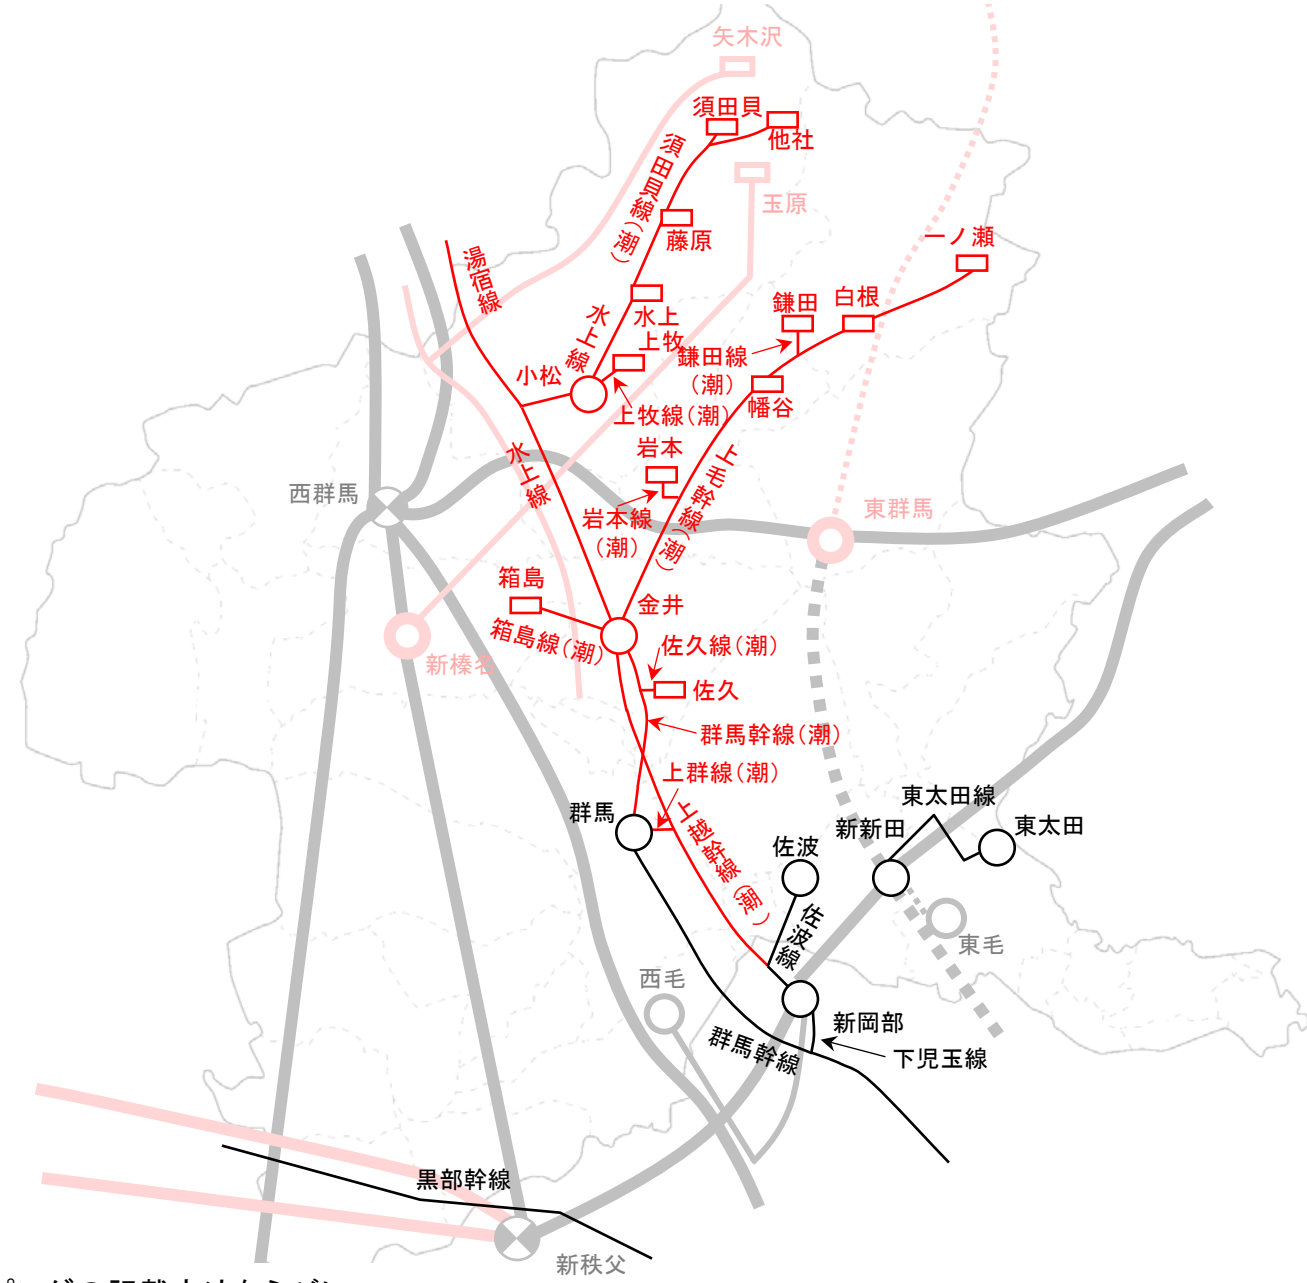 矢木沢
須田貝
他社
須田貝線(潮)
玉原
藤原
一ノ瀬
湯宿線
水上
水上線
鎌田
白根
上牧
鎌田線
(潮)
小松
幡谷
上牧線(潮)
岩本
水上線
上毛幹線(潮)
西群馬
東群馬
岩本線
(潮)
箱島
金井
箱島線(潮)
佐久線(潮)
新榛名
佐久
群馬幹線(潮)
上群線(潮)
東太田線
群馬
上越幹線(潮)
新新田
東太田
佐波
佐波線
東毛
西毛
新岡部
群馬幹線
下児玉線
黒部幹線
新秩父